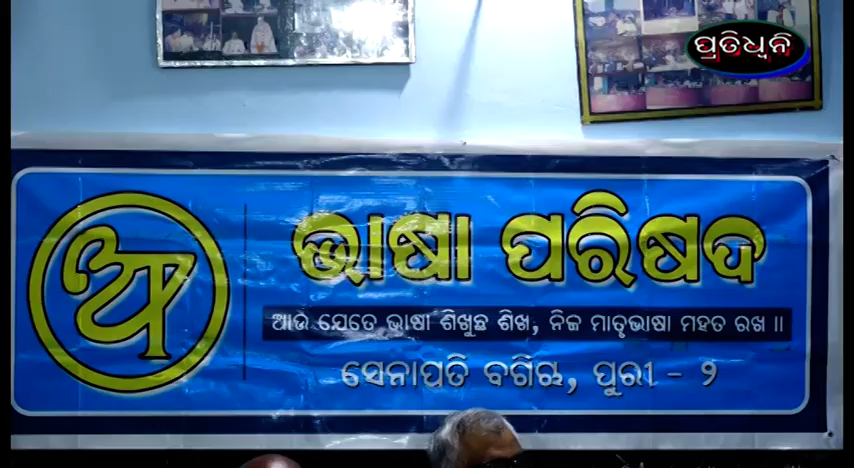 ପ୍ରତିଧ୍ୱନି
ଅ
ଭାଷା ପରିଷଦ
ଆଉ ଯେତେ ଭାଷା ଶିଖୁଛ ଶିଖ, ନିଜ ମାତୃଭାଷା ମହତ ରଖ ॥
ସେନାପତି ବଗିଚା, ପୁରୀ - ୨